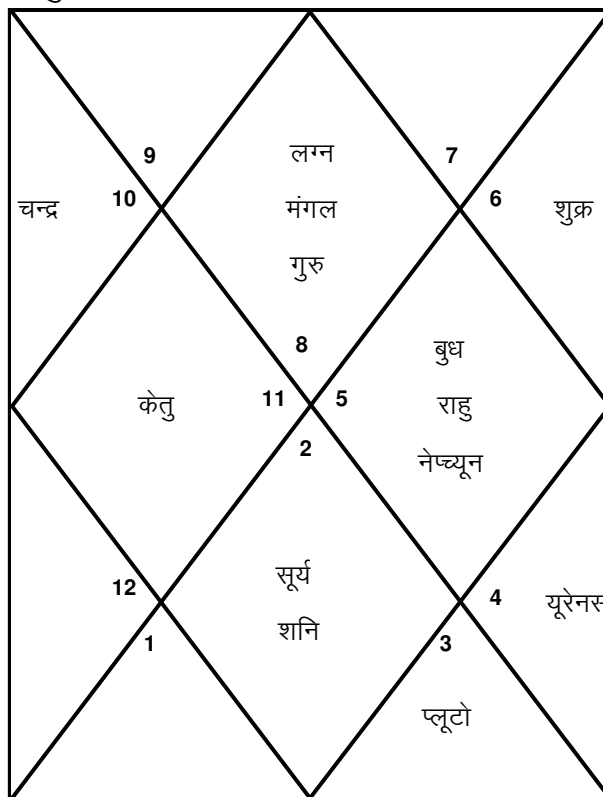 9
लग्न
7
चन्द्र
10
मंगल
6
शुक्र
गुरु
8
बुध
केतु
11
5
राहु
2
नेप्च्यून
12
सूर्य
4
यूरेनस
1
शनि
3
प्लूटो